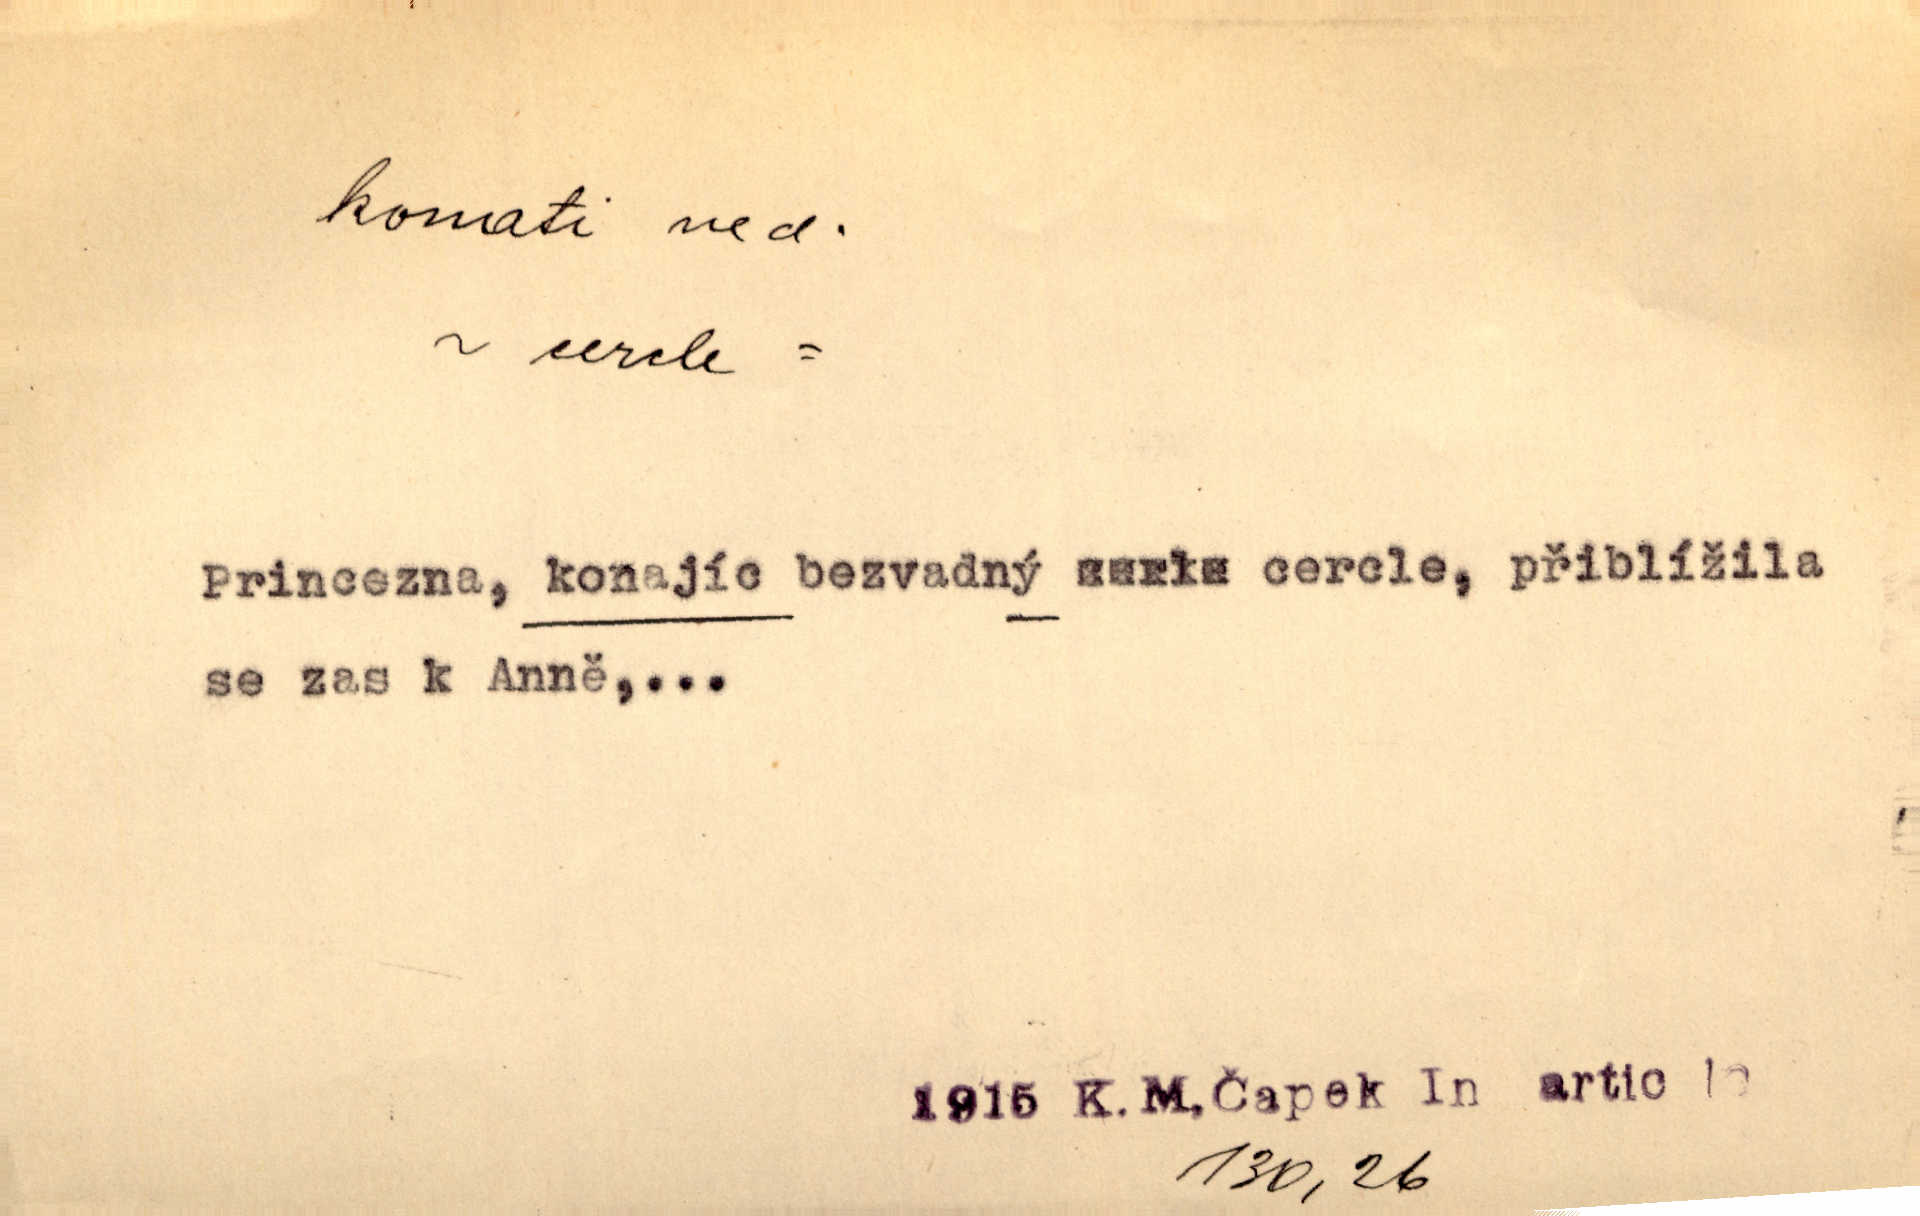 konati ned.
~ cercle =
Princezna, konajíc bezvadný cercle, přiblížila
se zas k Anně,...
1915 K.M.Čapek In artic
130,26